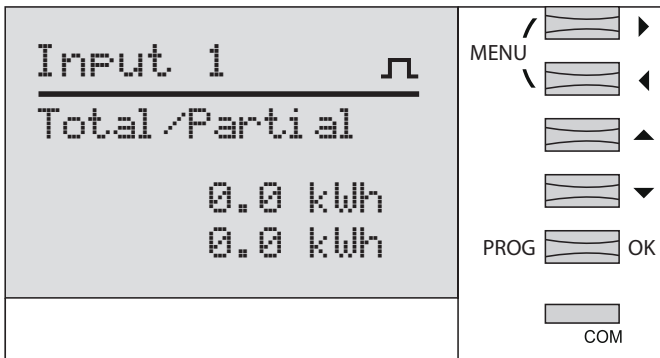 Input 1
Total/Partial
0.0 kWh
0.0 kWh
MENU
PROG
OK
COM